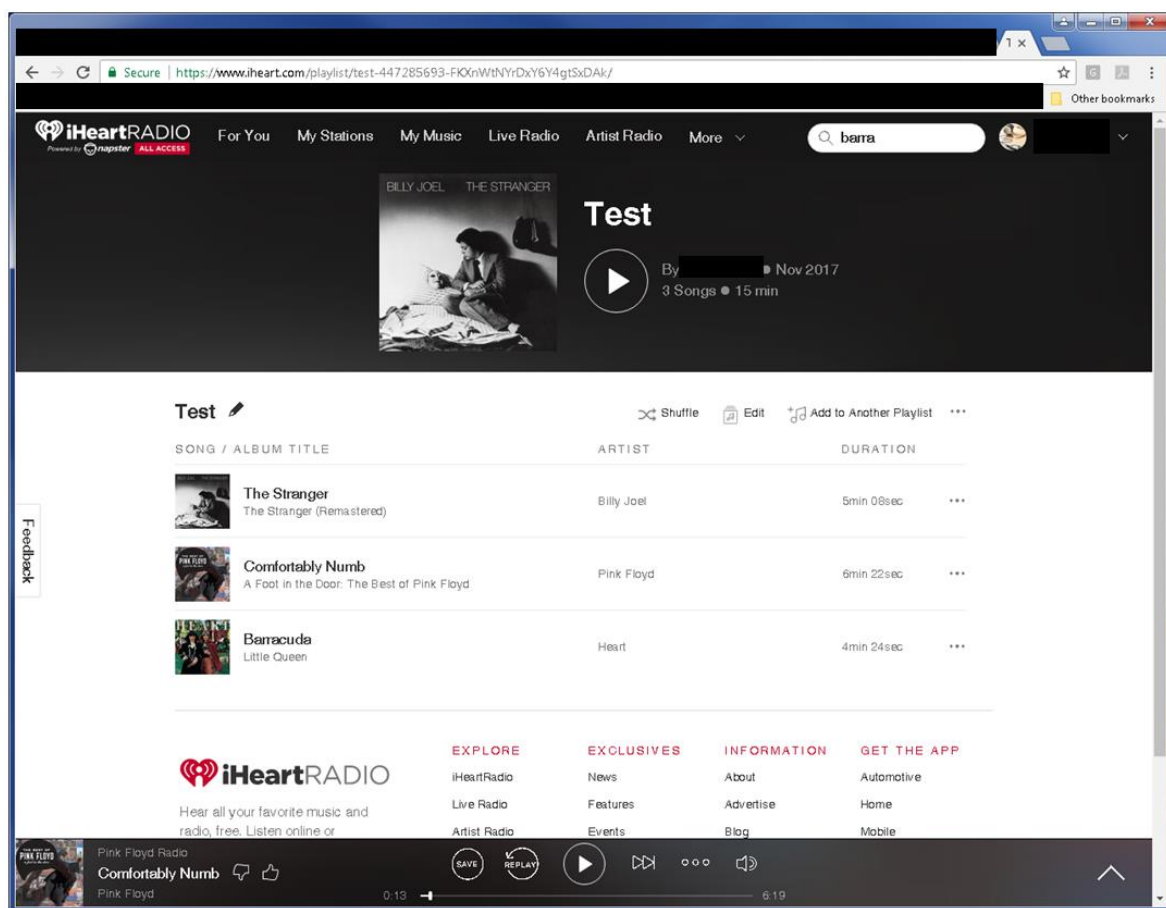 T
Secure | https://www.iheart.com/playlist/test-447285693-FKXnWtNYrDxY6Y4gtSxDAk/
Other bookmarks
iHeartRADIO For You My Stations My Music Live Radio Artist Radio More barra
Powered by napster ALL ACCESS
BILLY JOEL THE STRANGER
Test
By Nov 2017
3 Songs ● 15 min
Test Shuffle Edit Add to Another Playlist
SONG / ALBUM TITLE ARTIST DURATION
The Stranger Billy Joel 5min 08sec
The Stranger (Remastered)
Comfortably Numb Pink Floyd 6min 22sec
A Foot in the Door: The Best of Pink Floyd
Barracuda Heart 4min 24sec
Little Queen
Feedback
iHeartRADIO
Hear all your favorite music and
radio, free. Listen online or
EXPLORE
iHeartRadio
Live Radio
Artist Radio
EXCLUSIVES
News
Features
Events
INFORMATION
About
Advertise
Blog
GET THE APP
Automotive
Home
Mobile
PINK FLOYD
Pink Floyd Radio
Comfortably Numb
Pink Floyd
SAVE REPLAY
0:13 6:19